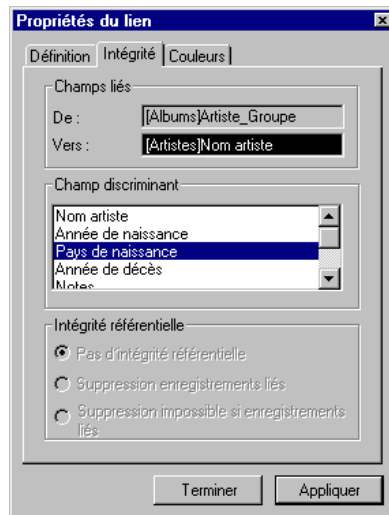 Propriétés du lien
Définition
Intégrité
Couleurs
Champs liés
De :
[Albums]Artiste_Groupe
Vers :
[Artistes]Nom artiste
Champ discriminant
Nom artiste
Année de naissance
Pays de naissance
Année de décès
Notes
Intégrité référentielle
Pas d'intégrité référentielle
Suppression enregistrements liés
Suppression impossible si enregistrements
liés
Terminer
Appliquer